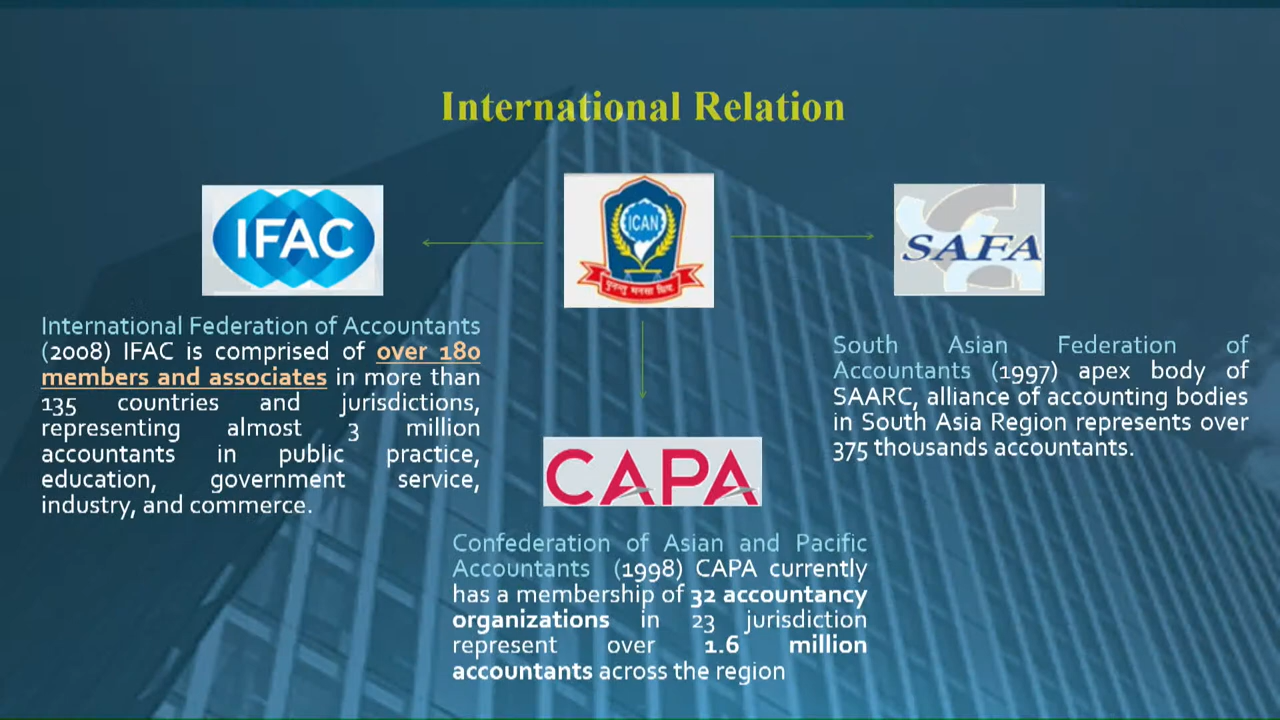 International Relation
IFAC
ICAN
पुनन्तु मनसा धियः
SAFA
International Federation of Accountants
(2008) IFAC is comprised of over 180
members and associates in more than
135 countries and jurisdictions,
representing almost 3 million
accountants in public practice,
education, government service,
industry, and commerce.
South Asian Federation of
Accountants (1997) apex body of
SAARC, alliance of accounting bodies
in South Asia Region represents over
375 thousands accountants.
CAPA
Confederation of Asian and Pacific
Accountants (1998) CAPA currently
has a membership of 32 accountancy
organizations in 23 jurisdiction
represent over 1.6 million
accountants across the region